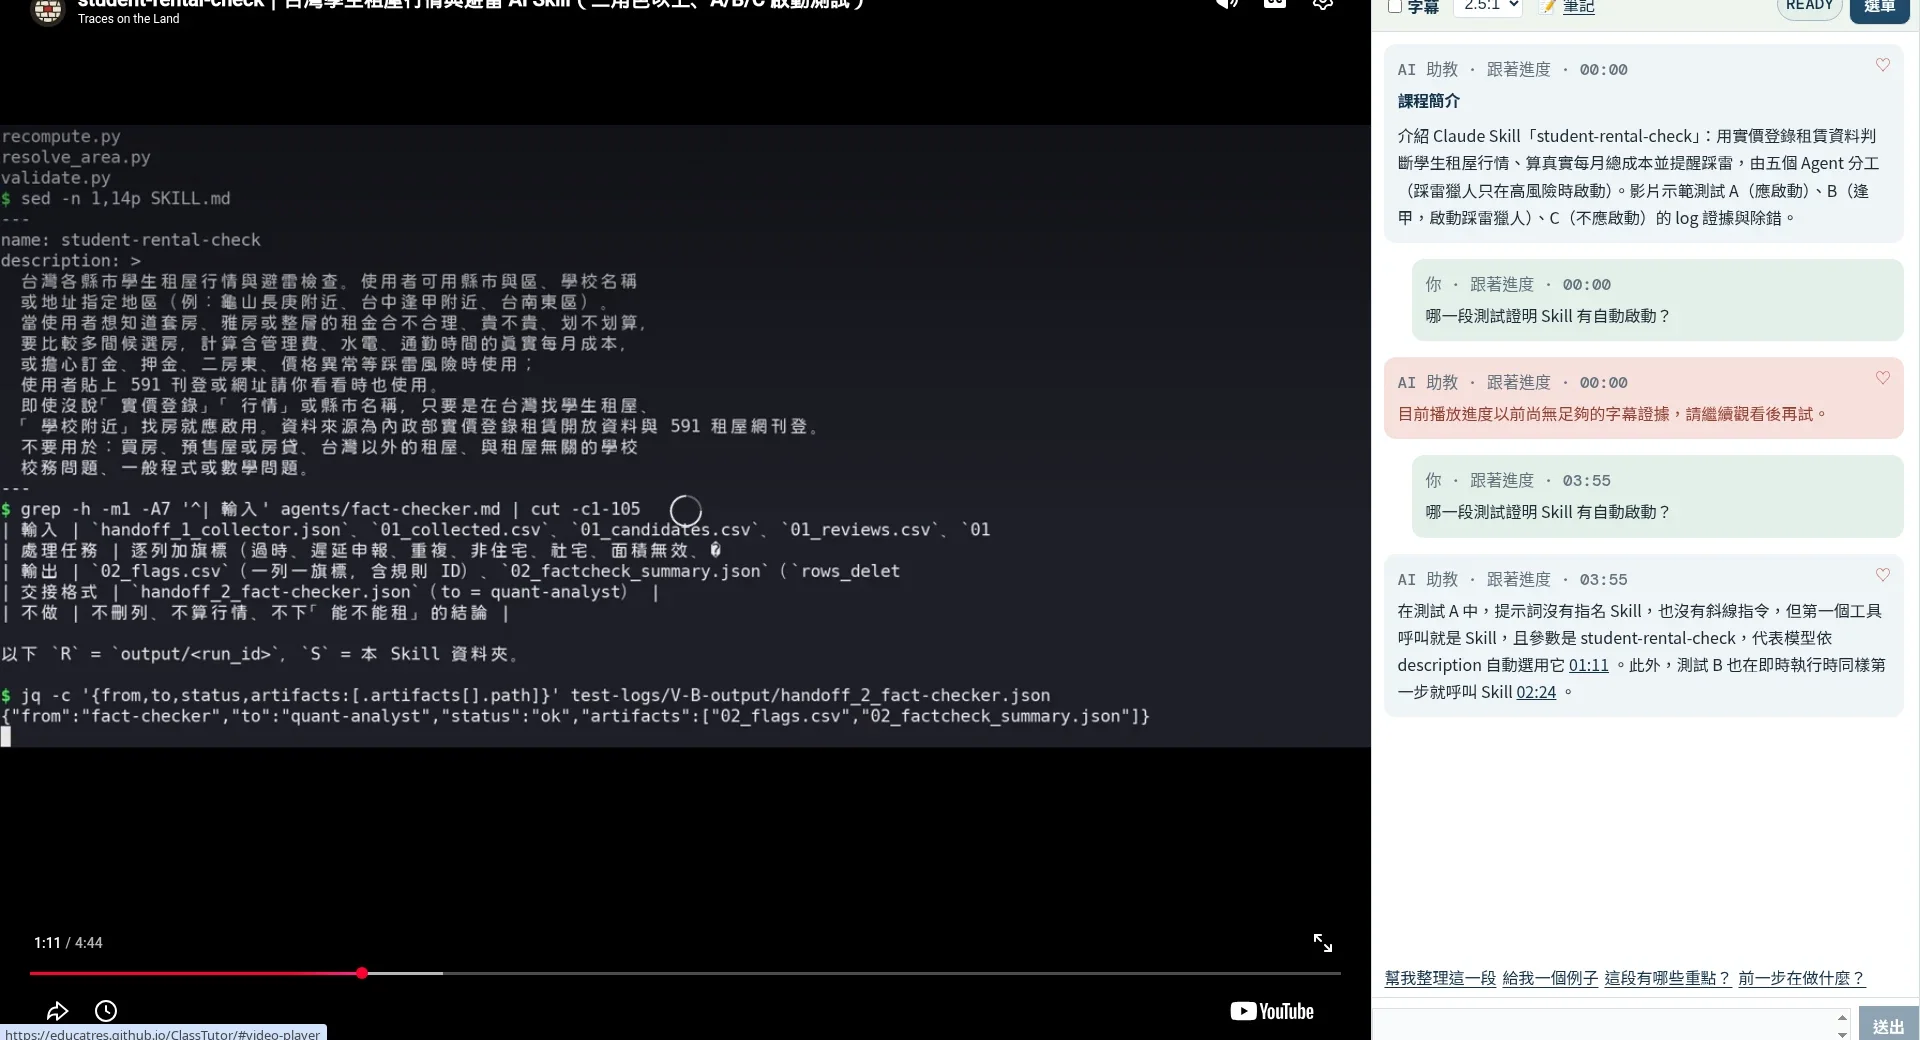 student-rental-check｜台灣學生租屋行情與避雷 AI Skill（三角色以上、A/B/C 啟動測試）
Traces on the Land
recompute.py
resolve_area.py
validate.py
$ sed -n 1,14p SKILL.md
---
name: student-rental-check
description: >
台灣各縣市學生租屋行情與避雷檢查。使用者可用縣市與區、學校名稱
或地址指定地區（例：龜山長庚附近、台中逢甲附近、台南東區）。
當使用者想知道套房、雅房或整層的租金合不合理、貴不貴、划不划算，
要比較多間候選房，計算含管理費、水電、通勤時間的真實每月成本，
或擔心訂金、押金、二房東、價格異常等踩雷風險時使用；
使用者貼上 591 刊登或網址請你看看時也使用。
即使沒說「實價登錄」「行情」或縣市名稱，只要是在台灣找學生租屋、
「學校附近」找房就應啟用。資料來源為內政部實價登錄租賃開放資料與 591 租屋網刊登。
不要用於：買房、預售屋或房貸、台灣以外的租屋、與租屋無關的學校
校務問題、一般程式或數學問題。
---
$ grep -h -m1 -A7 '^| 輸入' agents/fact-checker.md | cut -c1-105
| 輸入 | `handoff_1_collector.json`、`01_collected.csv`、`01_candidates.csv`、`01_reviews.csv`、`01
| 處理任務 | 逐列加旗標（過時、遲延申報、重複、非住宅、社宅、面積無效、�
| 輸出 | `02_flags.csv`（一列一旗標，含規則 ID）、`02_factcheck_summary.json`（`rows_delet
| 交接格式 | `handoff_2_fact-checker.json`（to = quant-analyst） |
| 不做 | 不刪列、不算行情、不下「能不能租」的結論 |
以下 `R` = `output/<run_id>`，`S` = 本 Skill 資料夾。
$ jq -c '{from,to,status,artifacts:[.artifacts[].path]}' test-logs/V-B-output/handoff_2_fact-checker.json
{"from":"fact-checker","to":"quant-analyst","status":"ok","artifacts":["02_flags.csv","02_factcheck_summary.json"]}
1:11 / 4:44
YouTube
https://educatres.github.io/ClassTutor/#video-player
字幕 2.5:1 📝 筆記 READY 選單
AI 助教 · 跟著進度 · 00:00 ♡
課程簡介
介紹 Claude Skill「student-rental-check」：用實價登錄租賃資料判
斷學生租屋行情、算真實每月總成本並提醒踩雷，由五個 Agent 分工
（踩雷獵人只在高風險時啟動）。影片示範測試 A（應啟動）、B（逢
甲，啟動踩雷獵人）、C（不應啟動）的 log 證據與除錯。
你 · 跟著進度 · 00:00
哪一段測試證明 Skill 有自動啟動？
AI 助教 · 跟著進度 · 00:00 ♡
目前播放進度以前尚無足夠的字幕證據，請繼續觀看後再試。
你 · 跟著進度 · 03:55
哪一段測試證明 Skill 有自動啟動？
AI 助教 · 跟著進度 · 03:55 ♡
在測試 A 中，提示詞沒有指名 Skill，也沒有斜線指令，但第一個工具
呼叫就是 Skill，且參數是 student-rental-check，代表模型依
description 自動選用它 01:11 。此外，測試 B 也在即時執行時同樣第
一步就呼叫 Skill 02:24 。
幫我整理這一段 給我一個例子 這段有哪些重點？ 前一步在做什麼？
送出